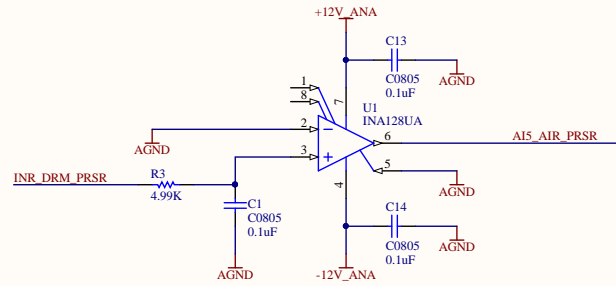 +12V_ANA
C13
C0805
0.1uF
AGND
1
8
7
U1
INA128UA
2
6
AI5_AIR_PRSR
AGND
3
5
INR_DRM_PRSR
R3
4.99K
AGND
4
C1
C0805
0.1uF
C14
C0805
0.1uF
AGND
AGND
-12V_ANA